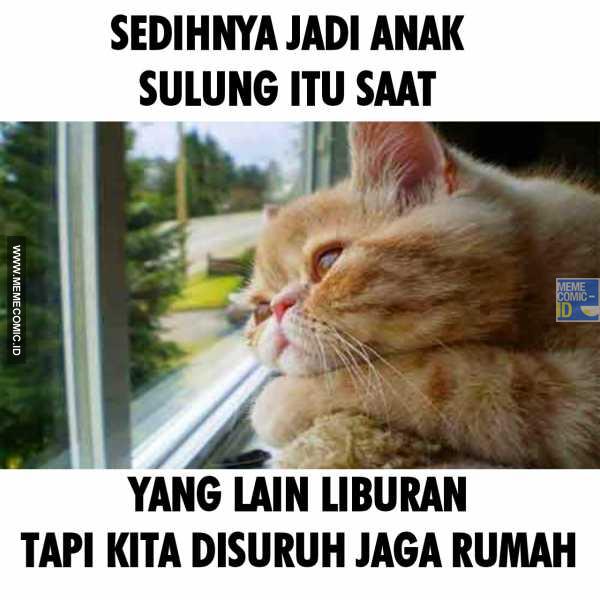 SEDIHNYA JADI ANAK
SULUNG ITU SAAT
WWW.MEMECOMIC.ID
MEME
COMIC-
ID
YANG LAIN LIBURAN
TAPI KITA DISURUH JAGA RUMAH